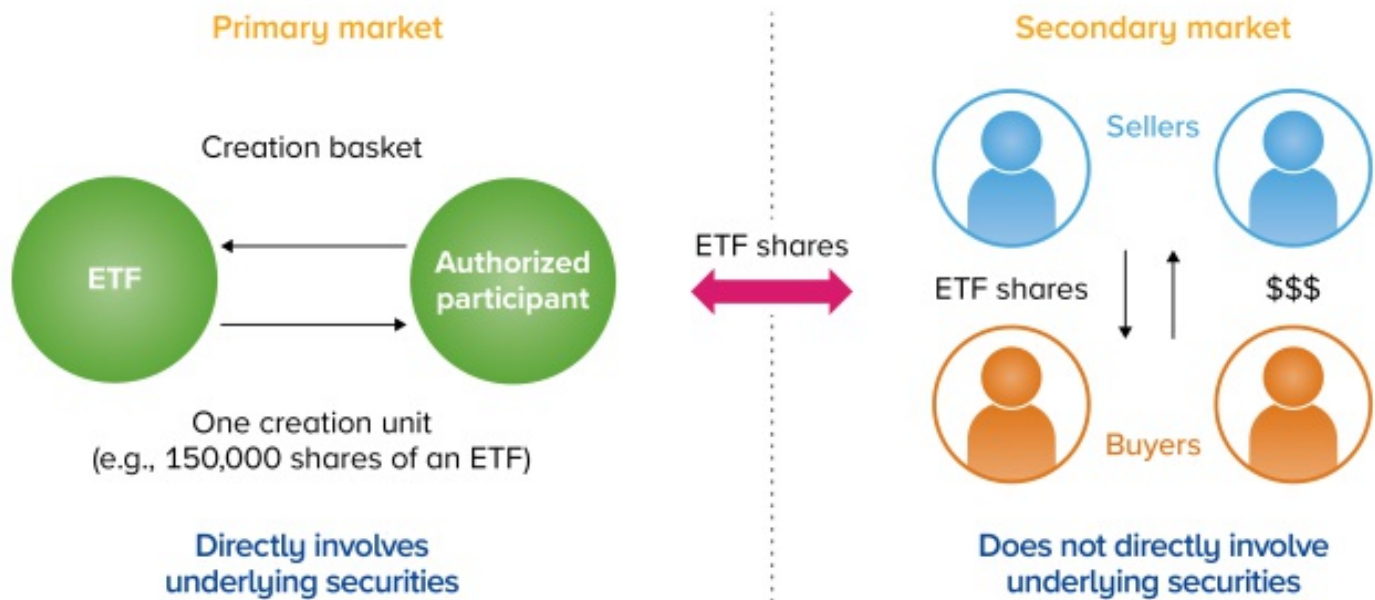 Primary market
Creation basket
ETF
Authorized
participant
One creation unit
(e.g., 150,000 shares of an ETF)
Directly involves
underlying securities
ETF shares
Secondary market
Sellers
ETF shares
$$$
Buyers
Does not directly involve
underlying securities